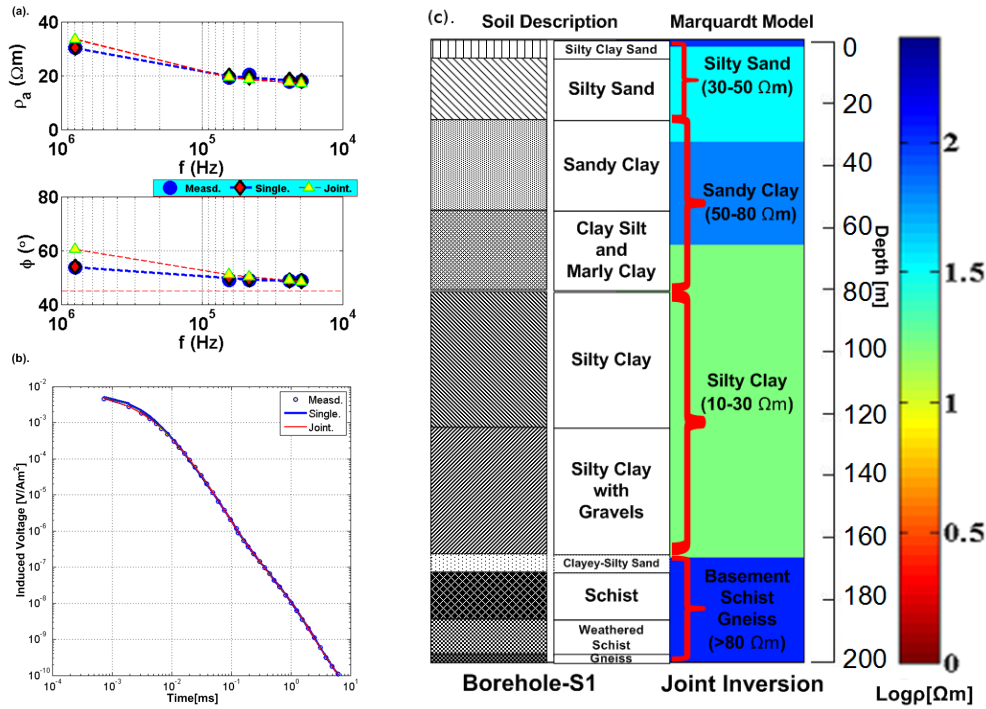 (a).
40
20
0
ρa (Ωm)
10^6
10^5
10^4
f (Hz)
Measd.
Single.
Joint.
80
60
40
ϕ (°)
10^6
10^5
10^4
f (Hz)
(b).
10^-2
10^-3
10^-4
10^-5
10^-6
10^-7
10^-8
10^-9
10^-10
Induced Voltage [V/Am²]
Measd.
Single.
Joint.
10^-4
10^-3
10^-2
10^-1
10^0
10^1
Time[ms]
(c).
Soil Description
Marquardt Model
Silty Clay Sand
Silty Sand
Sandy Clay
Clay Silt
and
Marly Clay
Silty Clay
Silty Clay
with
Gravels
Clayey-Silty Sand
Schist
Weathered
Schist
Gneiss
Borehole-S1
Silty Sand
(30-50 Ωm)
Sandy Clay
(50-80 Ωm)
Silty Clay
(10-30 Ωm)
Basement
Schist
Gneiss
(>80 Ωm)
Joint Inversion
0
20
40
60
80
100
120
140
160
180
200
Depth [m]
2
1.5
1
0.5
0
Logρ[Ωm]